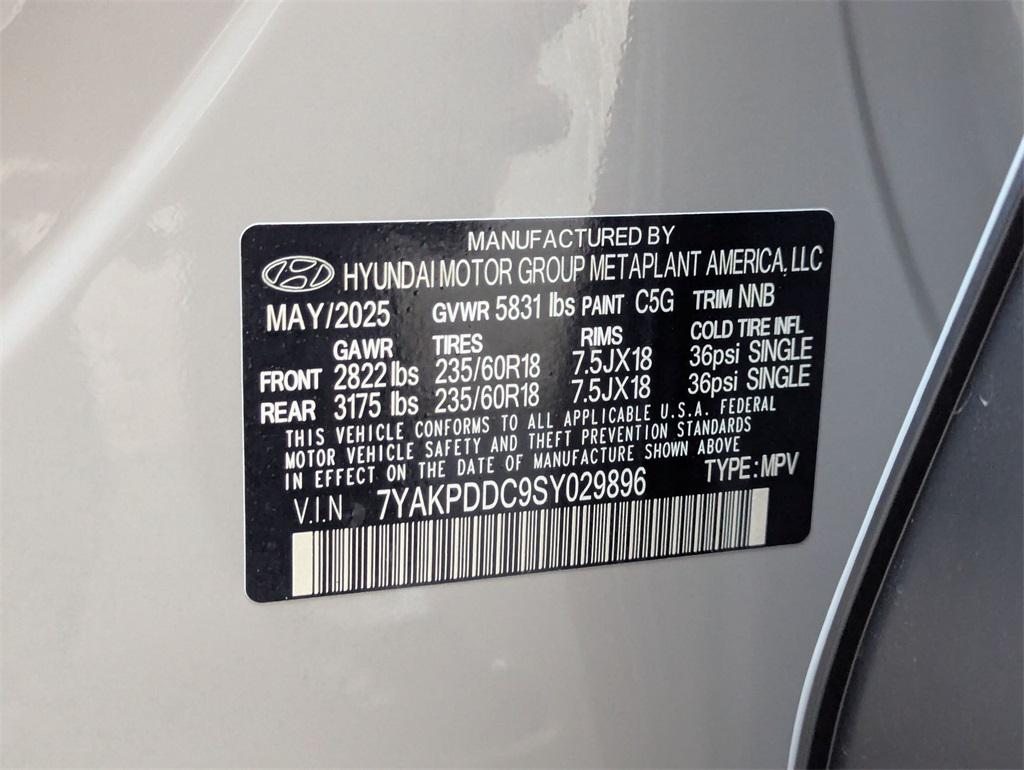 MANUFACTURED BY
HYUNDAI MOTOR GROUP METAPLANT AMERICA, LLC
MAY/2025 GVWR 5831 lbs PAINT C5G TRIM NNB
GAWR TIRES RIMS COLD TIRE INFL
FRONT 2822 lbs 235/60R18 7.5JX18 36psi SINGLE
REAR 3175 lbs 235/60R18 7.5JX18 36psi SINGLE
THIS VEHICLE CONFORMS TO ALL APPLICABLE U.S.A. FEDERAL
MOTOR VEHICLE SAFETY AND THEFT PREVENTION STANDARDS
IN EFFECT ON THE DATE OF MANUFACTURE SHOWN ABOVE
V.I.N 7YAKPDDC9SY029896 TYPE: MPV